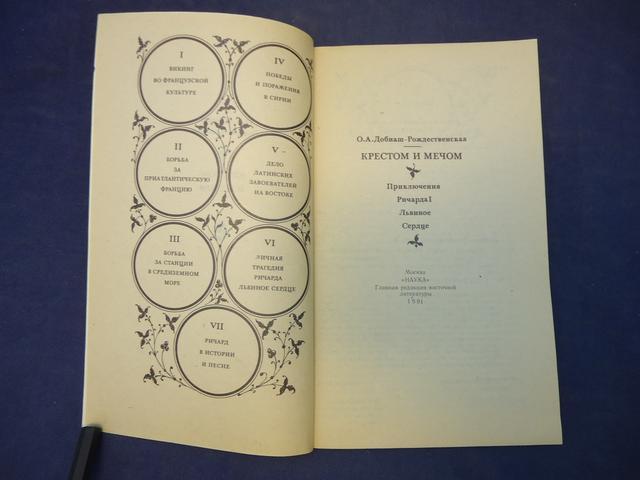 I
ВИКИНГ
ВО ФРАНЦУЗСКОЙ
КУЛЬТУРЕ
II
БОРЬБА
ЗА
ПРИАТЛАНТИЧЕСКУЮ
ФРАНЦИЮ
III
БОРЬБА
ЗА СТАНЦИИ
В СРЕДИЗЕМНОМ
МОРЕ
IV
ПОБЕДЫ
И ПОРАЖЕНИЯ
В СИРИИ
V
ДЕЛО
ЛАТИНСКИХ
ЗАВОЕВАТЕЛЕЙ
НА ВОСТОКЕ
VI
ЛИЧНАЯ
ТРАГЕДИЯ
РИЧАРДА
ЛЬВИНОЕ СЕРДЦЕ
VII
РИЧАРД
В ИСТОРИИ
И ПЕСНЕ
О.А.Добиаш-Рождественская
КРЕСТОМ И МЕЧОМ
Приключения
Ричарда I
Львиное
Сердце
Москва
«НАУКА»
Главная редакция восточной
литературы
1991